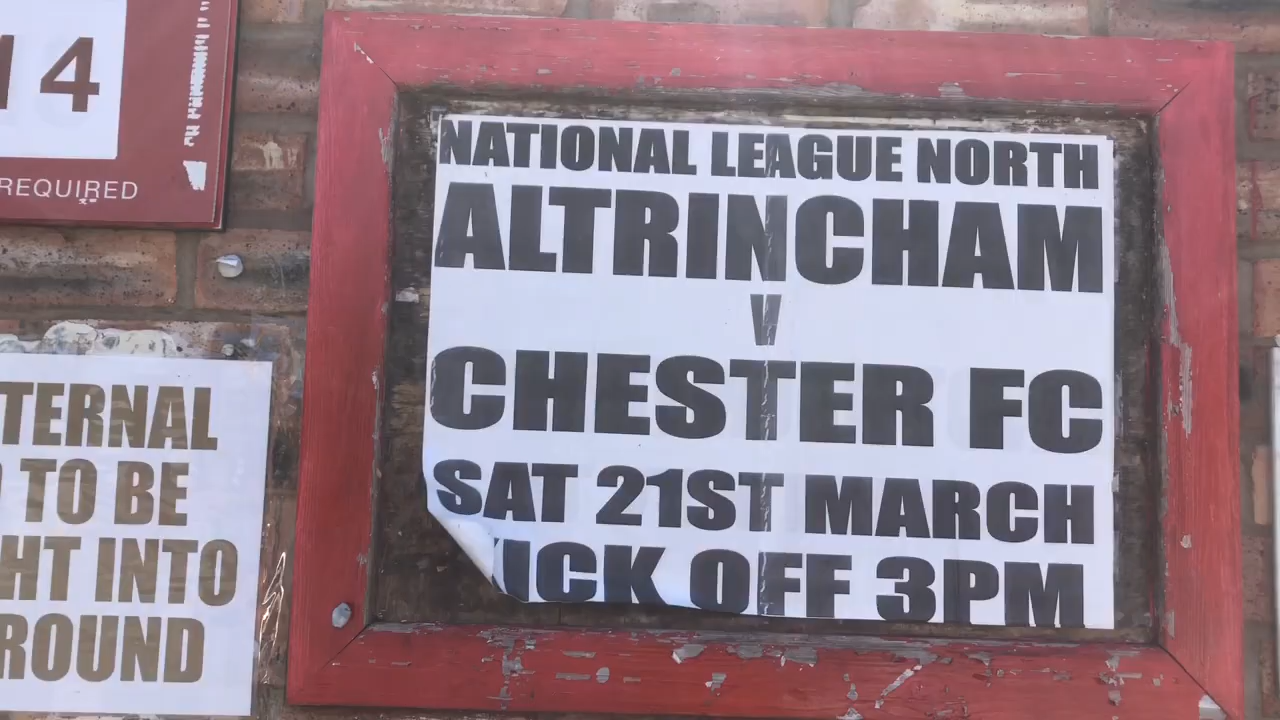 14
REQUIRED
NATIONAL LEAGUE NORTH
ALTRINCHAM
V
CHESTER FC
SAT 21ST MARCH
KICK OFF 3PM
TERNAL
TO BE
HT INTO
ROUND